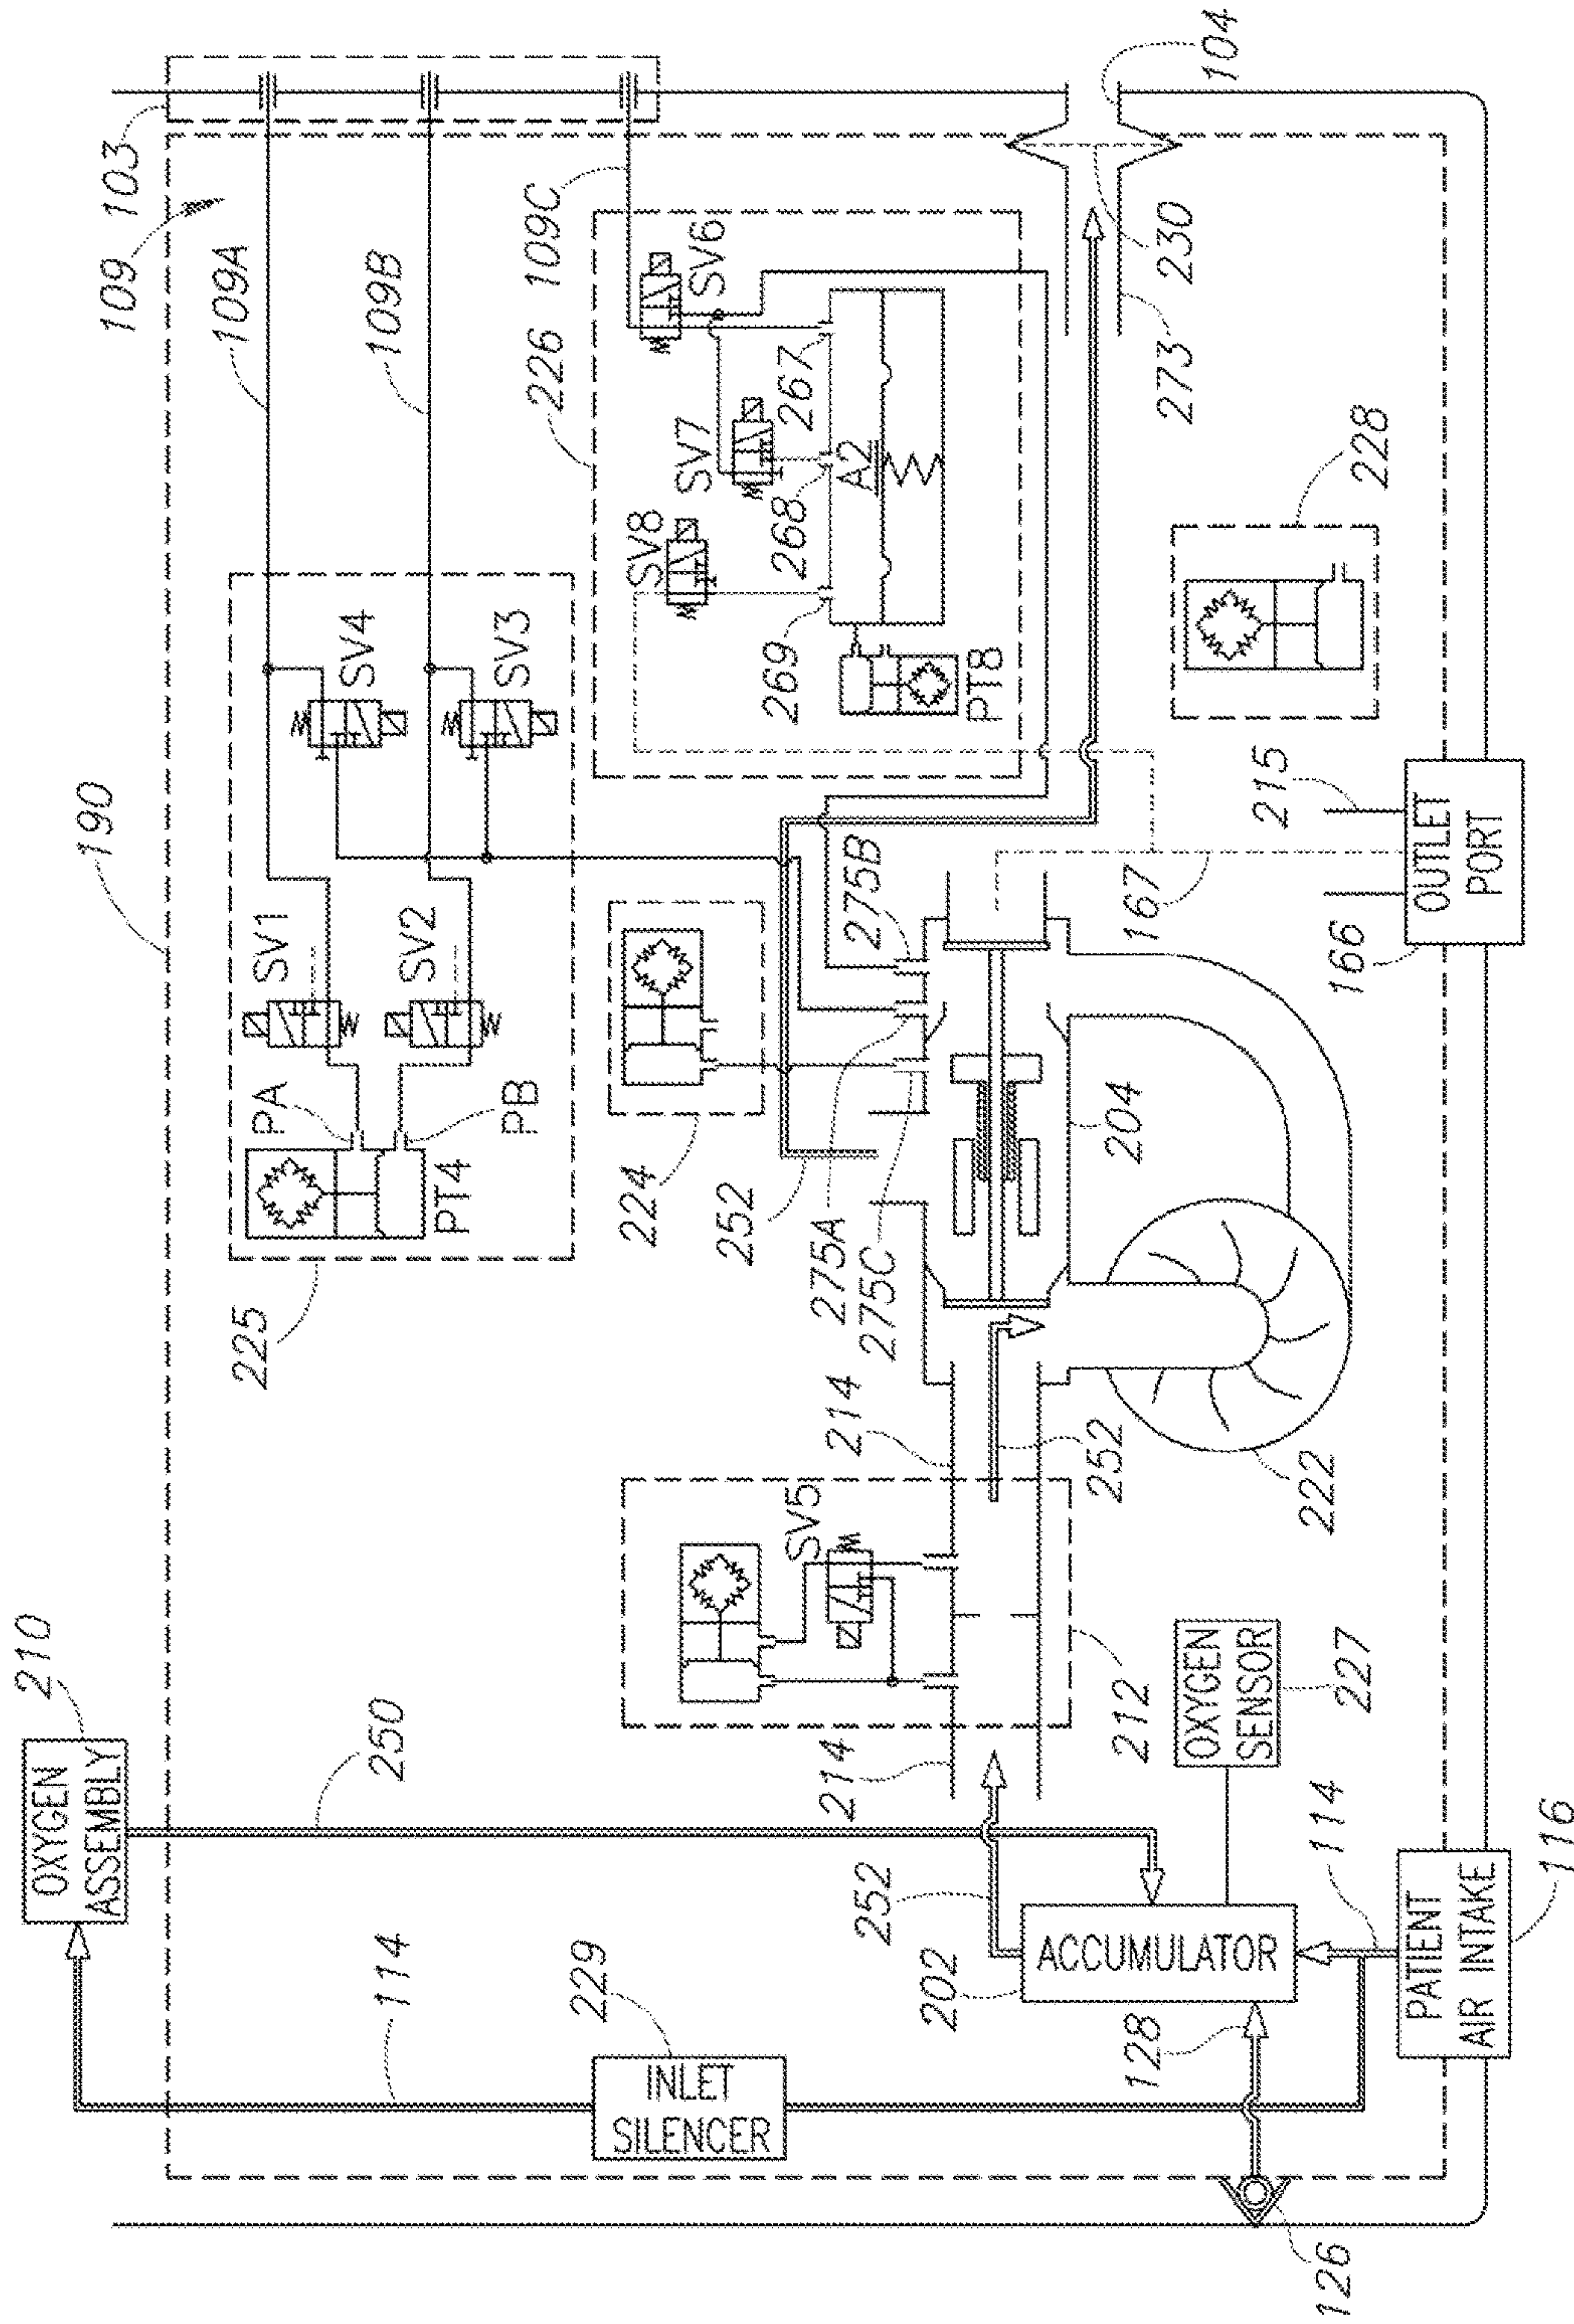 210
OXYGEN
ASSEMBLY
250
114
229
INLET
SILENCER
190
109
103
109A
109B
109C
225
SV1
SV2
SV3
SV4
PA
PB
PT4
226
SV6
SV7
SV8
267
268
269
A2
PT8
224
252
275A
275C
275B
104
230
273
214
SV5
214
212
252
222
204
167
166
215
228
OUTLET
PORT
252
202
ACCUMULATOR
OXYGEN
SENSOR
227
114
128
PATIENT
AIR INTAKE
116
126